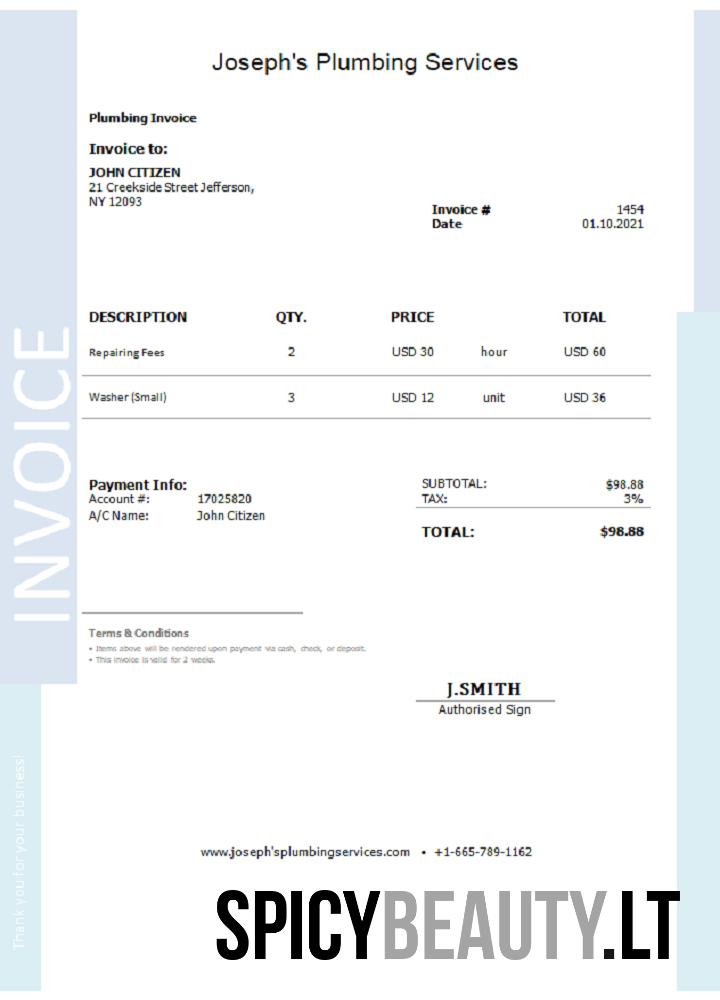 Joseph's Plumbing Services
Plumbing Invoice
Invoice to:
JOHN CITIZEN
21 Creekside Street Jefferson,
NY 12093
Invoice # 1454
Date 01.10.2021
DESCRIPTION QTY. PRICE TOTAL
Repairing Fees 2 USD 30 hour USD 60
Washer (Small) 3 USD 12 unit USD 36
INVOICE
Payment Info:
Account #: 17025820
A/C Name: John Citizen
SUBTOTAL: $98.88
TAX: 3%
TOTAL: $98.88
Terms & Conditions
• Items above will be rendered upon payment via cash, check, or deposit.
• This invoice is valid for 2 weeks.
J.SMITH
Authorised Sign
Thank you for your business!
www.joseph'splumbingservices.com • +1-665-789-1162
SPICYBEAUTY.LT